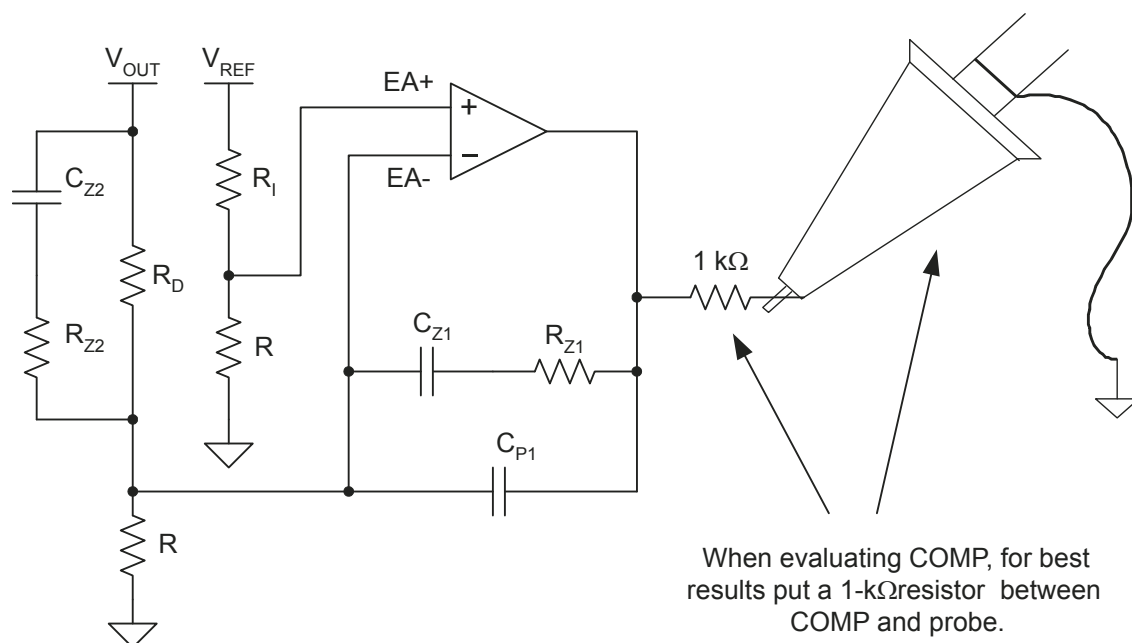 V_OUT
V_REF
EA+
+
−
EA-
C_Z2
R_I
R_D
1 kΩ
R_Z2
R
C_Z1
R_Z1
C_P1
R
When evaluating COMP, for best
results put a 1-kΩresistor between
COMP and probe.